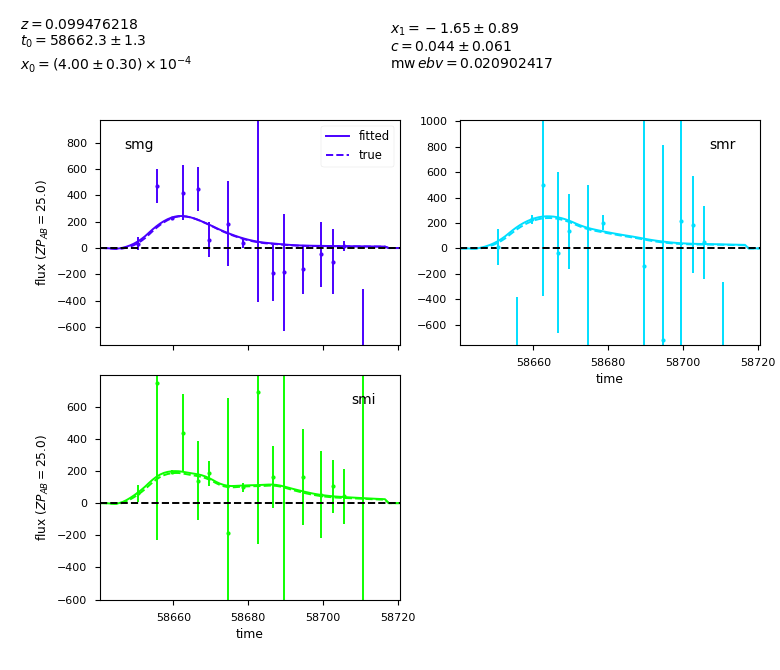 z = 0.099476218
t₀ = 58662.3 ± 1.3
x₀ = (4.00 ± 0.30) × 10⁻⁴
x₁ = −1.65 ± 0.89
c = 0.044 ± 0.061
mw ebv = 0.020902417
smg
fitted
true
800
600
400
200
0
−200
−400
−600
flux (ZP_AB = 25.0)
smr
1000
800
600
400
200
0
−200
−400
−600
58660 58680 58700 58720
time
smi
600
400
200
0
−200
−400
−600
flux (ZP_AB = 25.0)
58660 58680 58700 58720
time